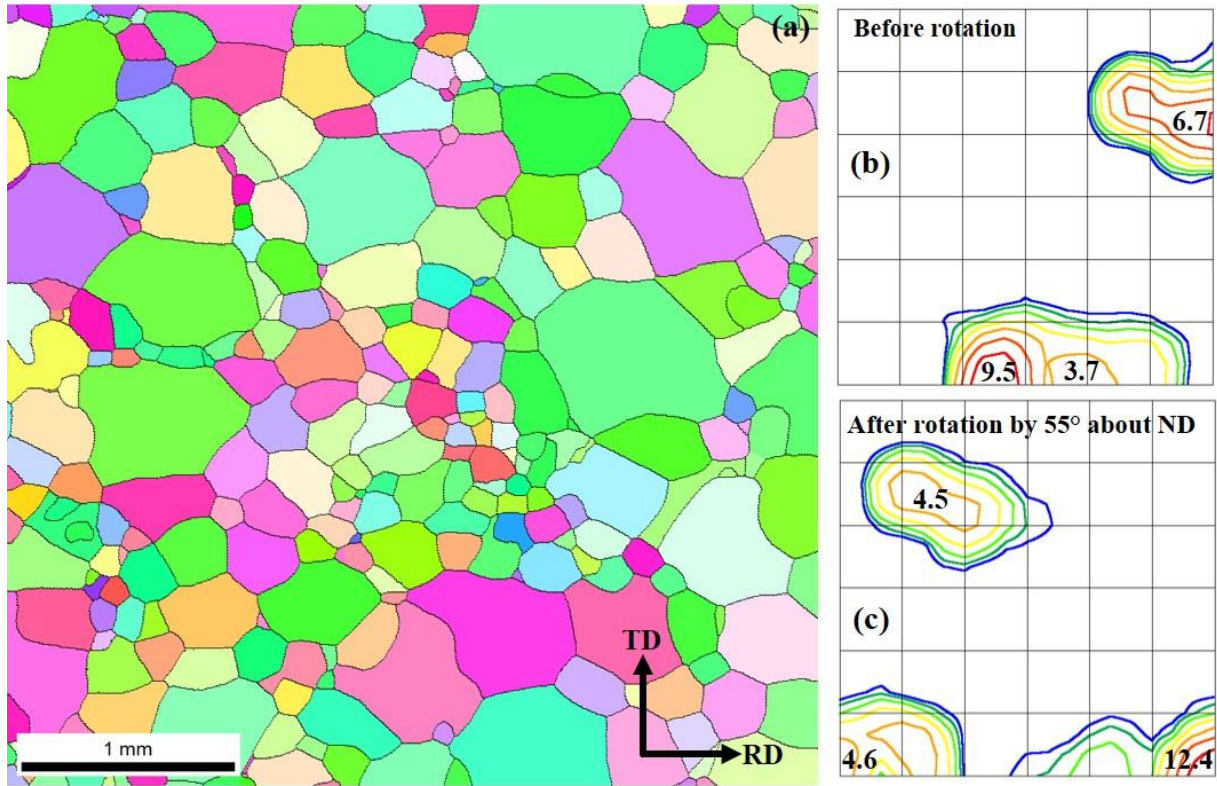 (a)
TD
RD
1 mm
Before rotation
6.7
(b)
9.5 3.7
After rotation by 55° about ND
4.5
(c)
4.6 12.4